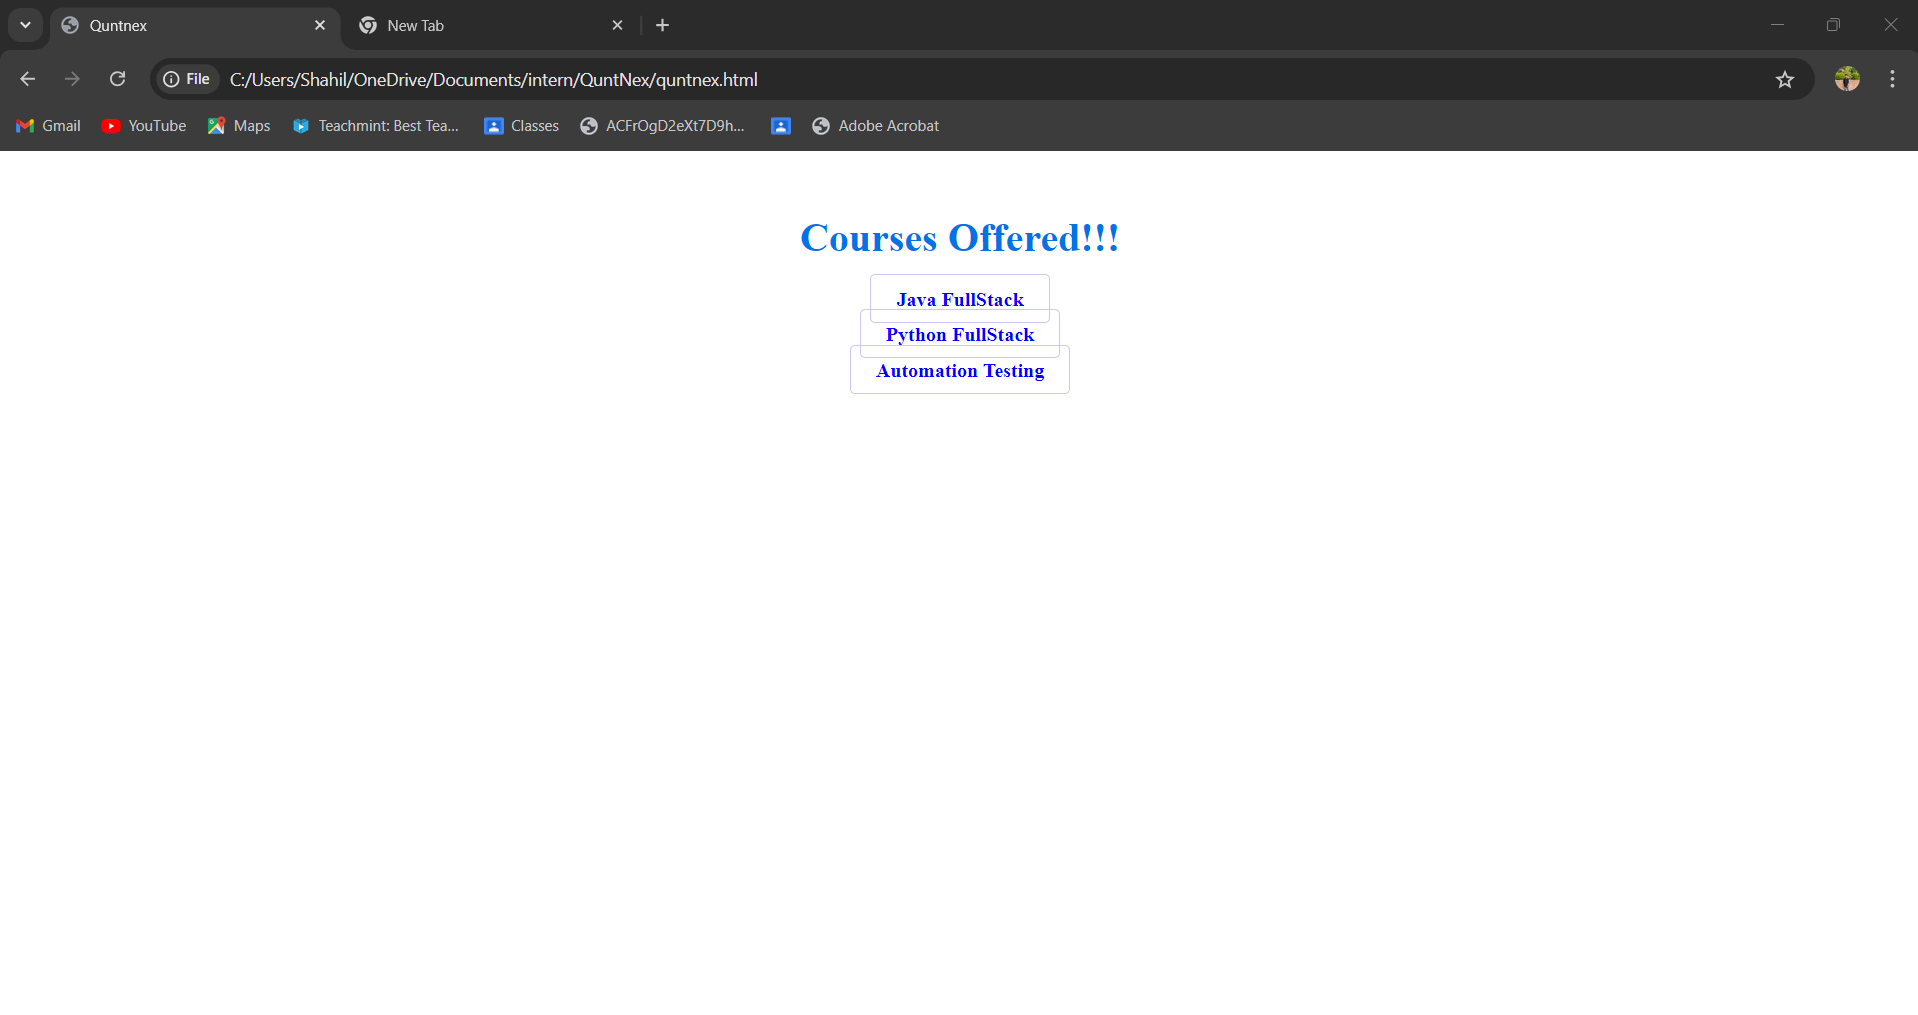 Quntnex
New Tab
File
C:/Users/Shahil/OneDrive/Documents/intern/QuntNex/quntnex.html
Gmail
YouTube
Maps
Teachmint: Best Tea...
Classes
ACFrOgD2eXt7D9h...
Adobe Acrobat
Courses Offered!!!
Java FullStack
Python FullStack
Automation Testing